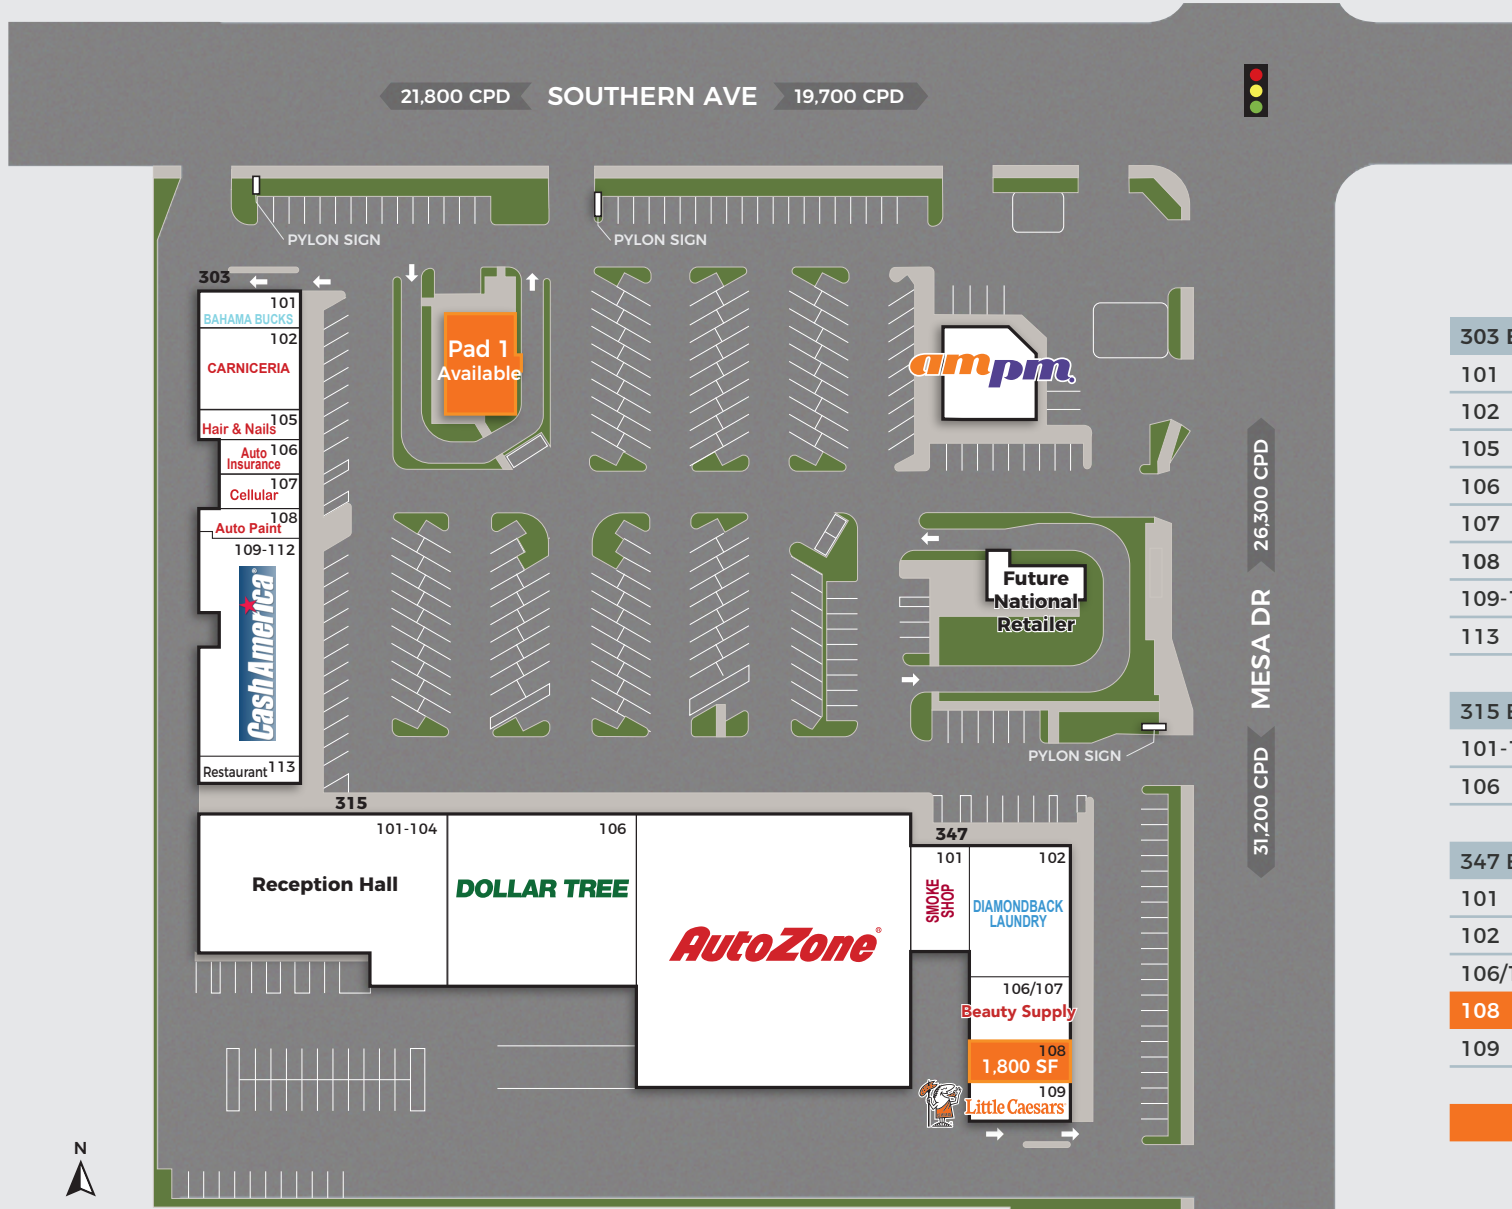 21,800 CPD SOUTHERN AVE 19,700 CPD
PYLON SIGN
PYLON SIGN
303
101
BAHAMA BUCKS
102
CARNICERIA
105
Hair & Nails
106
Auto
Insurance
107
Cellular
108
Auto Paint
109-112
CashAmerica
Restaurant 113
Pad 1
Available
ampm.
Future
National
Retailer
PYLON SIGN
26,300 CPD
MESA DR
31,200 CPD
315
101-104
Reception Hall
106
DOLLAR TREE
AutoZone®
347
101
SMOKE
SHOP
102
DIAMONDBACK
LAUNDRY
106/107
Beauty Supply
108
1,800 SF
109
Little Caesars
N
303
101
102
105
106
107
108
109-
113
315
101-
106
347
101
102
106/
108
109